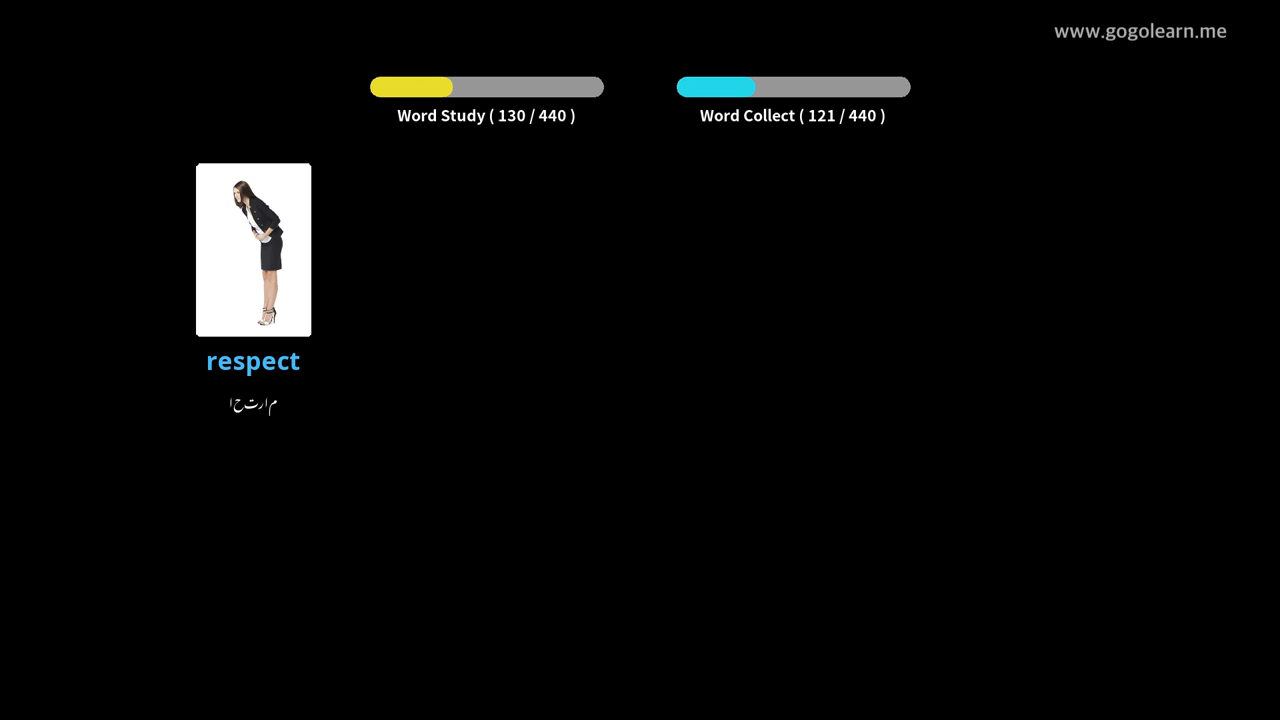 www.gogolearn.me
Word Study ( 130 / 440 )
Word Collect ( 121 / 440 )
respect
احترام